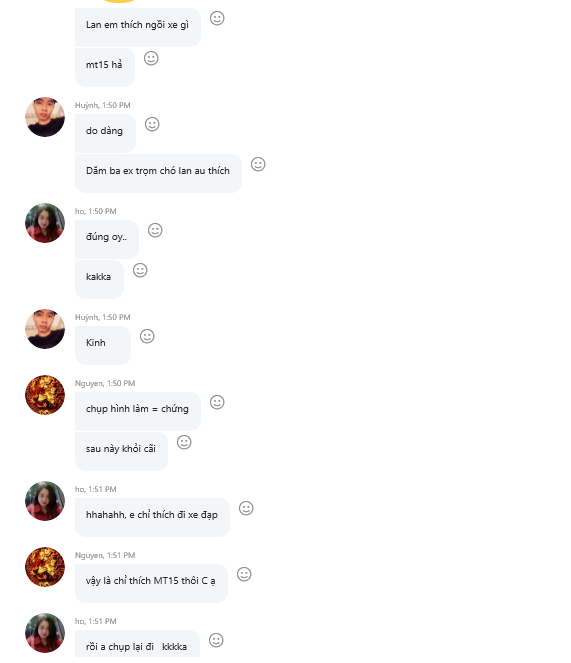 Lan em thích ngồi xe gì
mt15 hả
Huỳnh, 1:50 PM
do dảng
Dăm ba ex trọm chó lan au thích
ho, 1:50 PM
đúng oy..
kakka
Huỳnh, 1:50 PM
Kinh
Nguyen, 1:50 PM
chụp hình làm = chứng
sau này khỏi cãi
ho, 1:51 PM
hhahahh, e chỉ thích đi xe đạp
Nguyen, 1:51 PM
vậy là chỉ thích MT15 thôi C ạ
ho, 1:51 PM
rồi a chụp lại đi kkkka